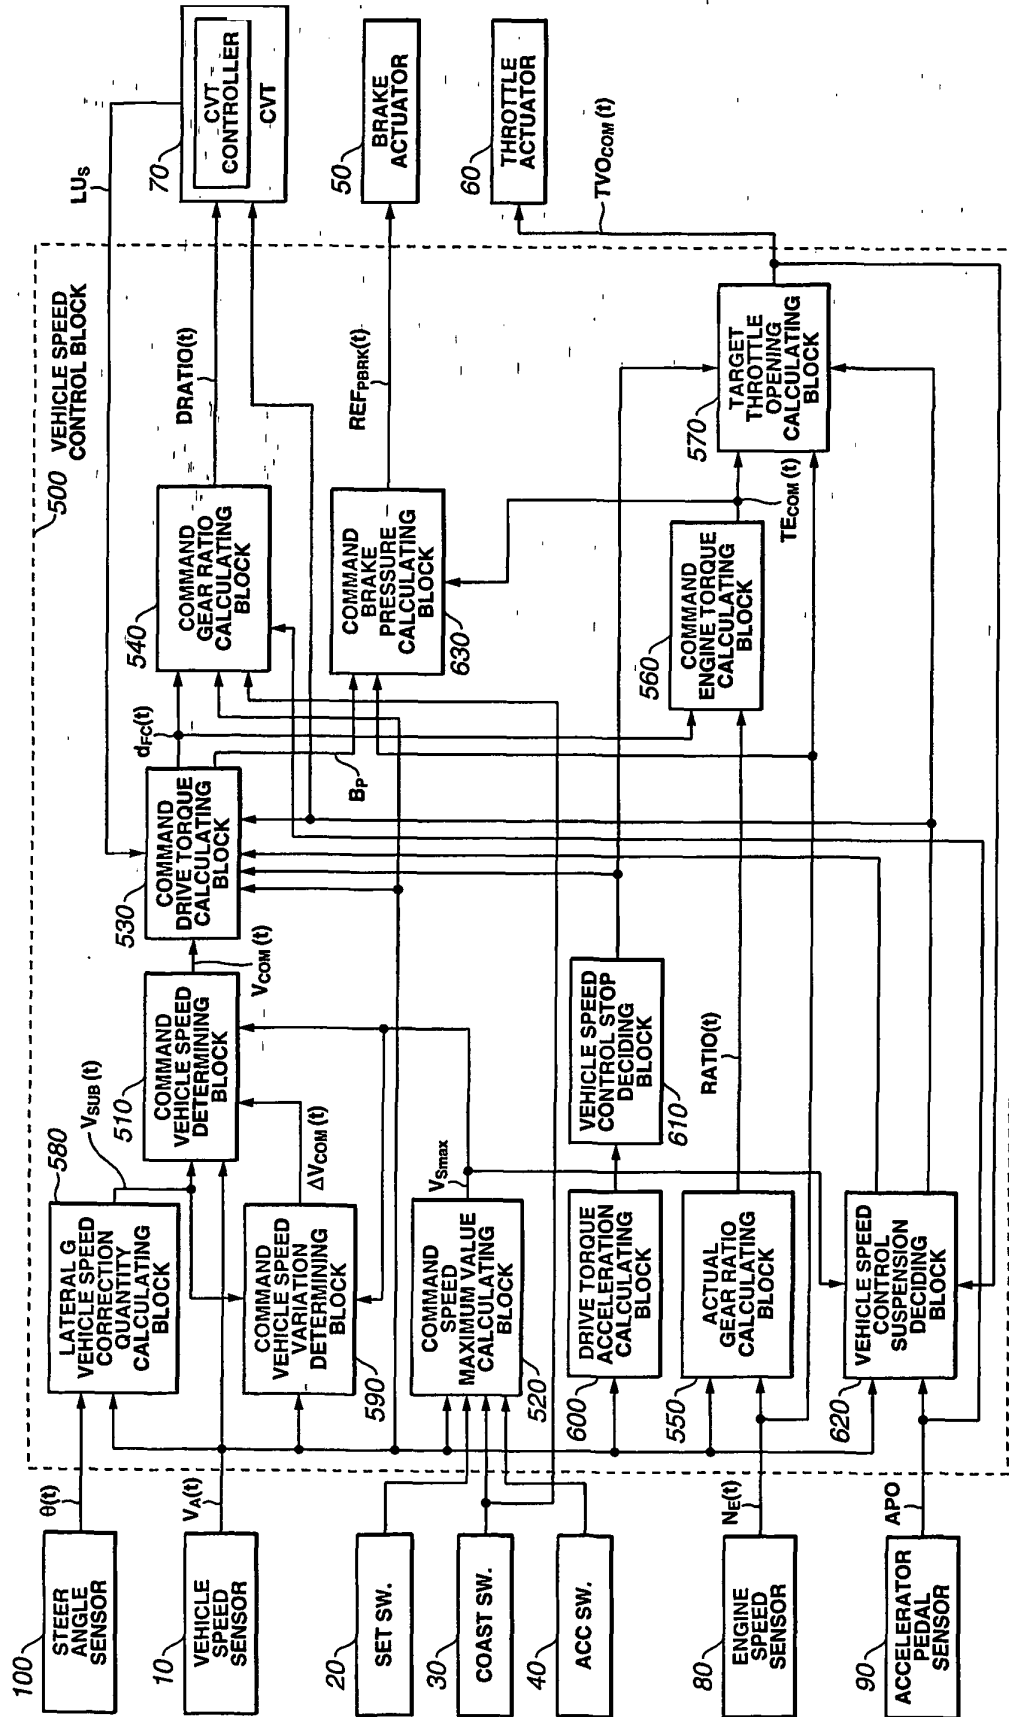 100
STEER
ANGLE
SENSOR
θ(t)
10
VEHICLE
SPEED
SENSOR
VA(t)
20
SET SW.
30
COAST SW.
40
ACC SW.
80
ENGINE
SPEED
SENSOR
NE(t)
90
ACCELERATOR
PEDAL
SENSOR
APO
500
VEHICLE SPEED
CONTROL BLOCK
580
LATERAL G
VEHICLE SPEED
CORRECTION
QUANTITY
CALCULATING
BLOCK
VSUB (t)
COMMAND
VEHICLE SPEED
VARIATION
DETERMINING
BLOCK
590
ΔVCOM (t)
COMMAND
SPEED
MAXIMUM VALUE
CALCULATING
BLOCK
520
VSmax
600
DRIVE TORQUE
ACCELERATION
CALCULATING
BLOCK
550
ACTUAL
GEAR RATIO
CALCULATING
BLOCK
RATIO(t)
620
VEHICLE SPEED
CONTROL
SUSPENSION
DECIDING
BLOCK
510
COMMAND
VEHICLE SPEED
DETERMINING
BLOCK
VCOM (t)
VEHICLE SPEED
CONTROL STOP
DECIDING
BLOCK
610
530
COMMAND
DRIVE TORQUE
CALCULATING
BLOCK
dFC(t)
BP
540
COMMAND
GEAR RATIO
CALCULATING
BLOCK
DRATIO(t)
COMMAND
BRAKE
PRESSURE
CALCULATING
BLOCK
630
REFPBRK(t)
560
COMMAND
ENGINE TORQUE
CALCULATING
BLOCK
TECOM (t)
570
TARGET
THROTTLE
OPENING
CALCULATING
BLOCK
TVOCOM (t)
LUS
70
CVT
CONTROLLER
CVT
50
BRAKE
ACTUATOR
60
THROTTLE
ACTUATOR